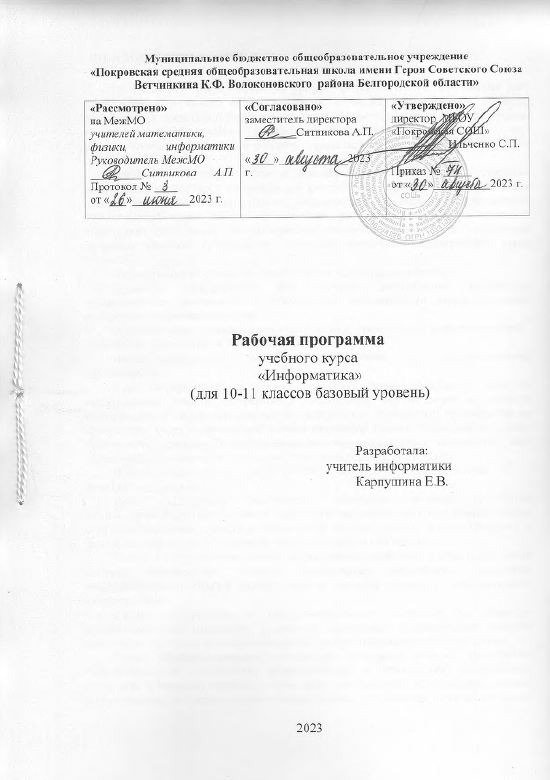 Муниципальное бюджетное общеобразовательное учреждение
«Покровская средняя общеобразовательная школа имени Героя Советского Союза
Ветчинкина К.Ф. Волоконовского района Белгородской области»
«Рассмотрено»
на МежМО
учителей математики,
физики, информатики
Руководитель МежМО
Ситникова А.П.
Протокол № 3
от «26» июня 2023 г.
«Согласовано»
заместитель директора
Ситникова А.П.
«30» августа 2023
г.
«Утверждено»
директор МБОУ
«Покровская СОШ»
Ильченко С.П.
Приказ № 74
от «30» августа 2023 г.
Рабочая программа
учебного курса
«Информатика»
(для 10-11 классов базовый уровень)
Разработала:
учитель информатики
Карпушина Е.В.
2023